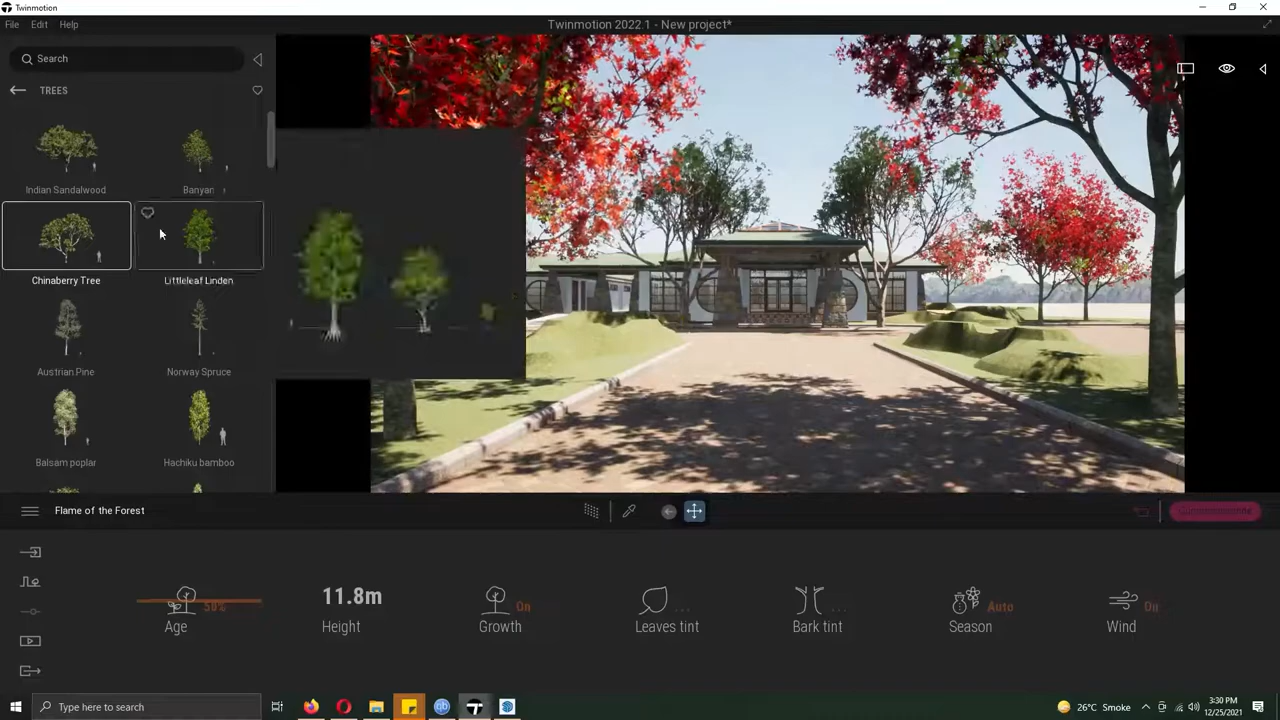 Twinmotion
File Edit Help
Twinmotion 2022.1 - New project*
Search
TREES
Indian Sandalwood
Banyan
Chinaberry Tree
Littleleaf Linden
Austrian Pine
Norway Spruce
Balsam poplar
Hachiku bamboo
Flame of the Forest
50%
Age
11.8m
Height
On
Growth
...
Leaves tint
...
Bark tint
Auto
Season
On
Wind
Type here to search
qb
26°C Smoke
3:30 PM
12/25/2021